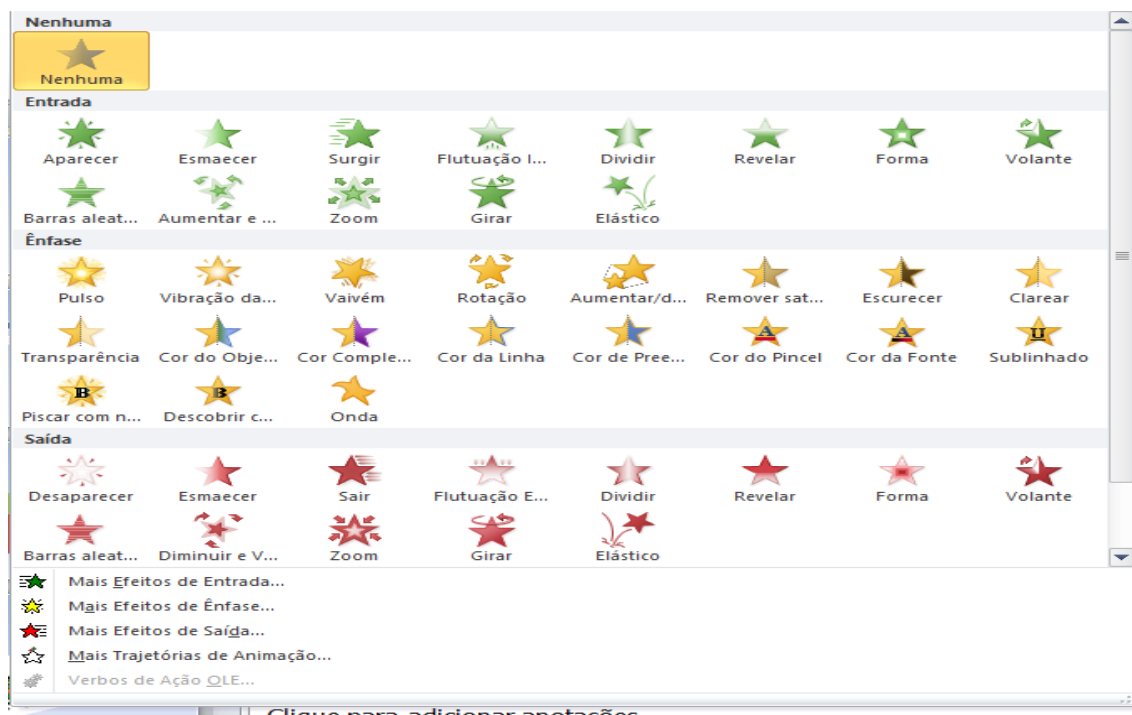 Nenhuma
Nenhuma
Entrada
Aparecer Esmaecer Surgir Flutuação I... Dividir Revelar Forma Volante
Barras aleat... Aumentar e ... Zoom Girar Elástico
Ênfase
Pulso Vibração da... Vaivém Rotação Aumentar/d... Remover sat... Escurecer Clarear
Transparência Cor do Obje... Cor Comple... Cor da Linha Cor de Pree... Cor do Pincel Cor da Fonte Sublinhado
Piscar com n... Descobrir c... Onda
Saída
Desaparecer Esmaecer Sair Flutuação E... Dividir Revelar Forma Volante
Barras aleat... Diminuir e V... Zoom Girar Elástico
Mais Efeitos de Entrada...
Mais Efeitos de Ênfase...
Mais Efeitos de Saída...
Mais Trajetórias de Animação...
Verbos de Ação OLE...
Clique para adicionar anotações